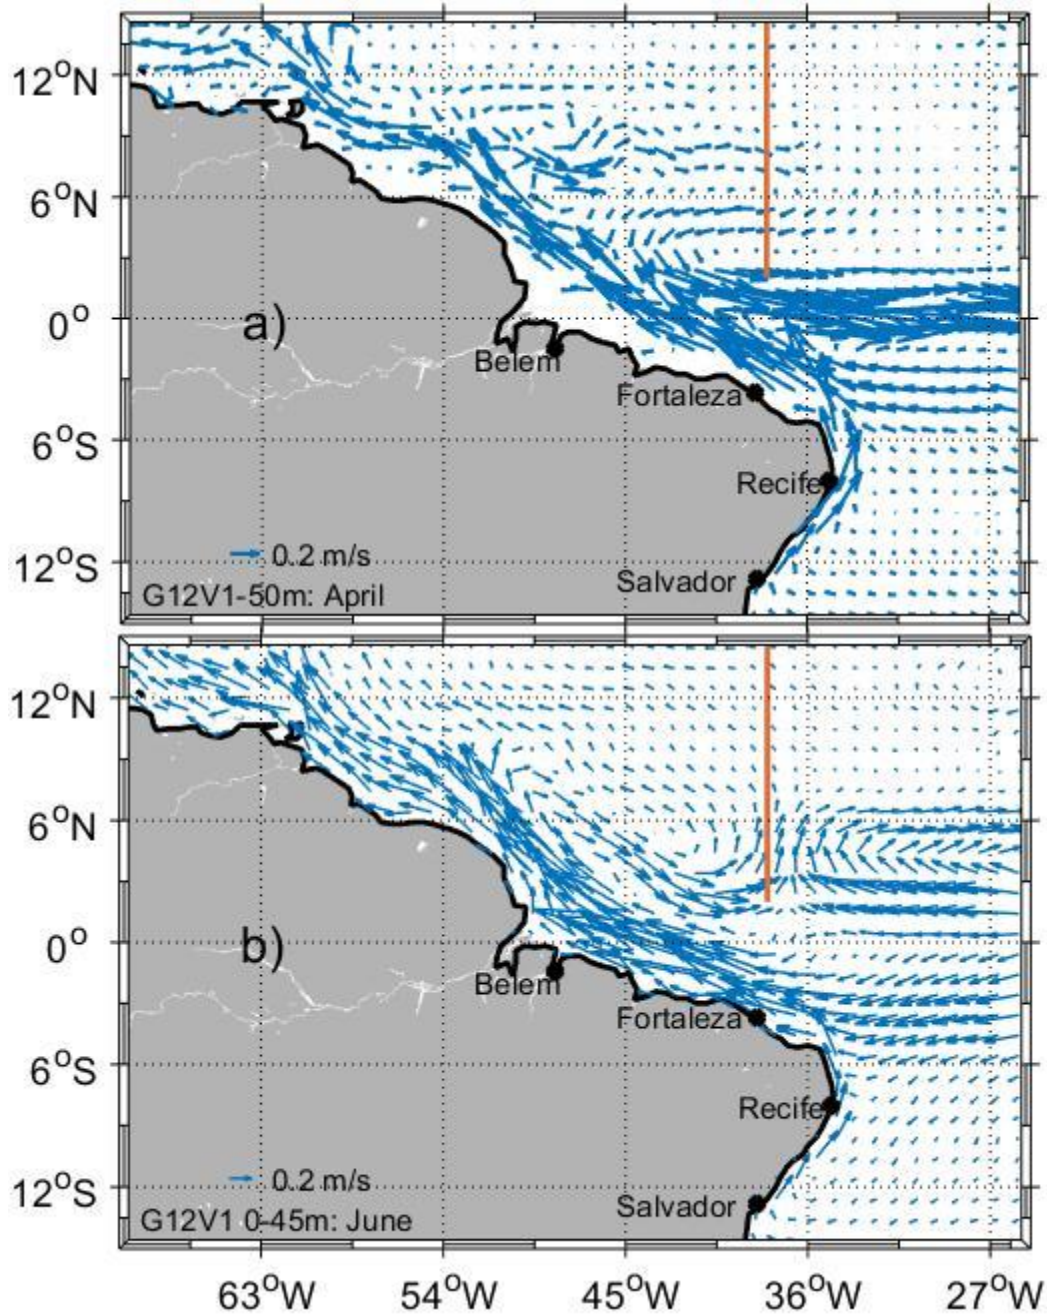 12°N
6°N
0°
6°S
12°S
a)
Belem
Fortaleza
Recife
Salvador
0.2 m/s
G12V1-50m: April
12°N
6°N
0°
6°S
12°S
b)
Belem
Fortaleza
Recife
Salvador
0.2 m/s
G12V1 0-45m: June
63°W 54°W 45°W 36°W 27°W